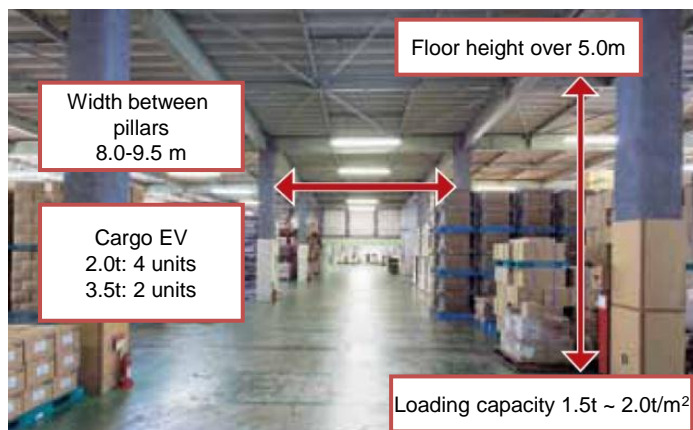 Floor height over 5.0m
Width between
pillars
8.0-9.5 m
Cargo EV
2.0t: 4 units
3.5t: 2 units
Loading capacity 1.5t ~ 2.0t/m²